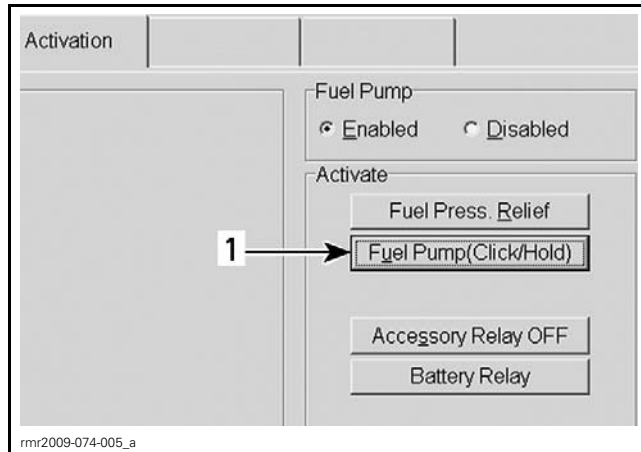 Activation
Fuel Pump
Enabled
Disabled
Activate
Fuel Press. Relief
1
Fuel Pump(Click/Hold)
Accessory Relay OFF
Battery Relay
rmr2009-074-005_a